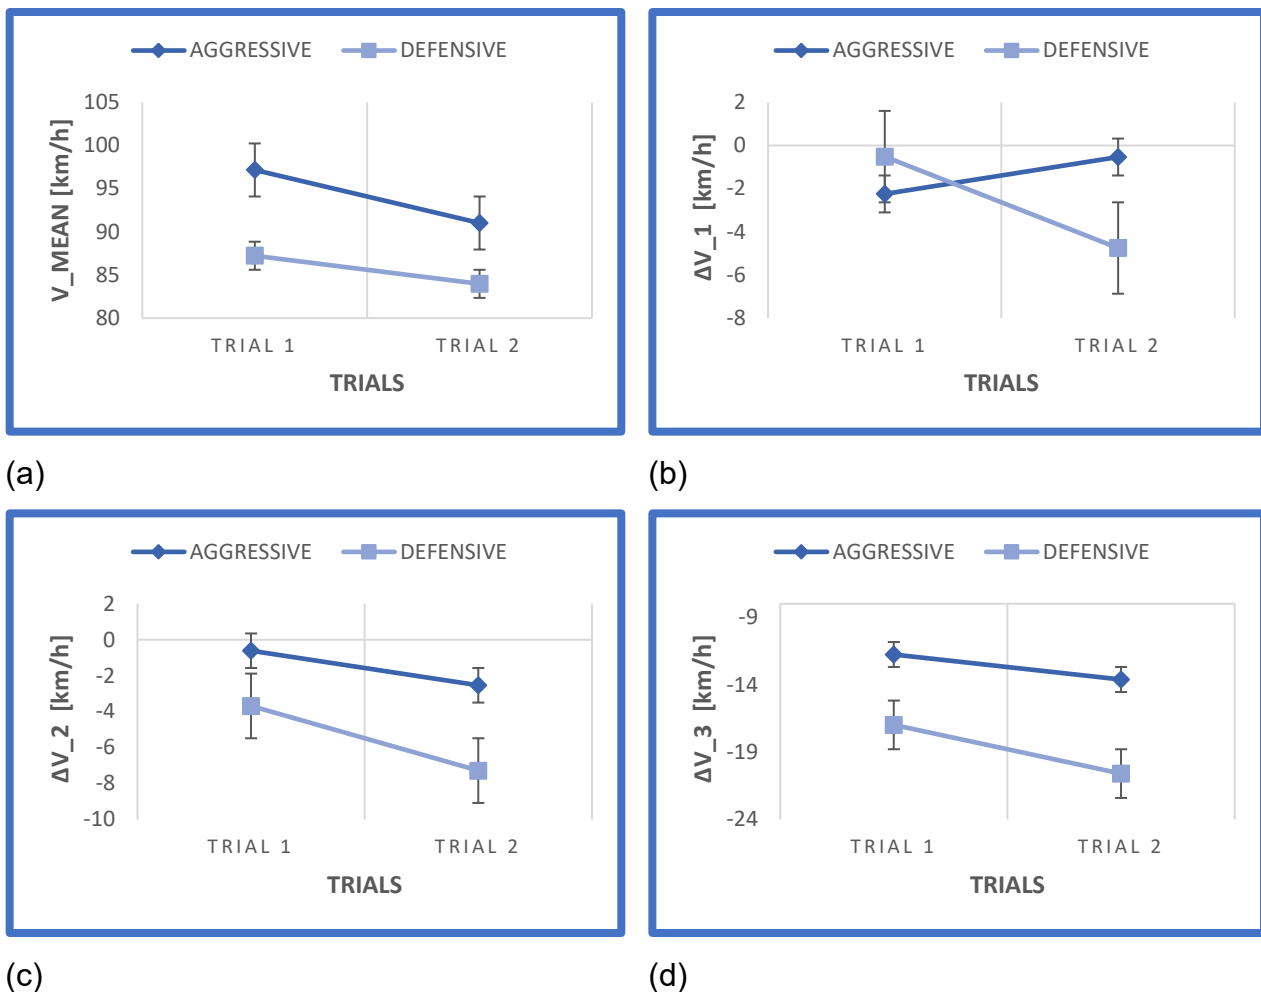 AGGRESSIVE DEFENSIVE
105
100
95
90
85
80
V_MEAN [km/h]
TRIAL 1 TRIAL 2
TRIALS
(a)
AGGRESSIVE DEFENSIVE
2
0
-2
-4
-6
-8
ΔV_1 [km/h]
TRIAL 1 TRIAL 2
TRIALS
(b)
AGGRESSIVE DEFENSIVE
2
0
-2
-4
-6
-8
-10
ΔV_2 [km/h]
TRIAL 1 TRIAL 2
TRIALS
(c)
AGGRESSIVE DEFENSIVE
-9
-14
-19
-24
ΔV_3 [km/h]
TRIAL 1 TRIAL 2
TRIALS
(d)